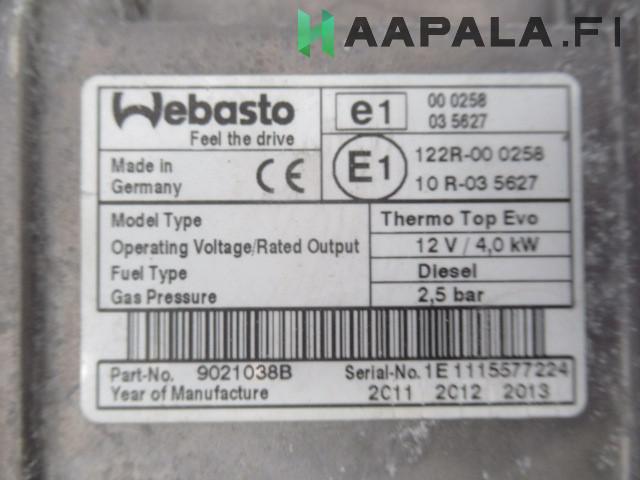 HAAPALA.FI
Webasto
Feel the drive
e1
00 0258
03 5627
Made in
Germany
CE
E1
122R-00 0258
10 R-03 5627
Model Type
Thermo Top Evo
Operating Voltage/Rated Output
12 V / 4,0 kW
Fuel Type
Diesel
Gas Pressure
2,5 bar
Part-No. 9021038B Serial-No. 1E 1115577224
Year of Manufacture 2011 2012 2013